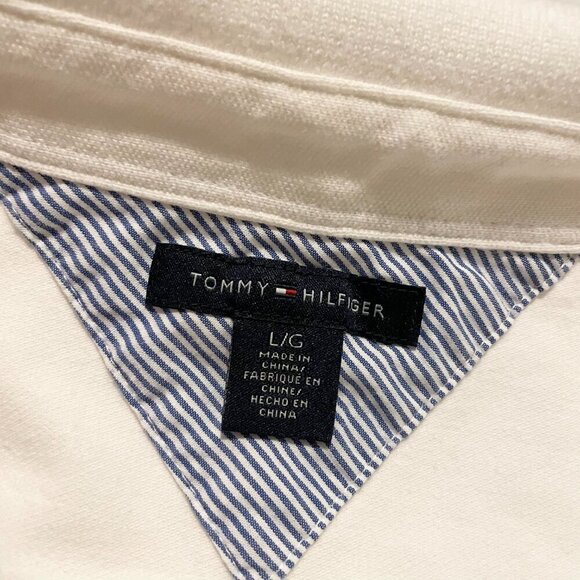 TOMMY HILFIGER
L/G
MADE IN
CHINA/
FABRIQUÉ EN
CHINE/
HECHO EN
CHINA